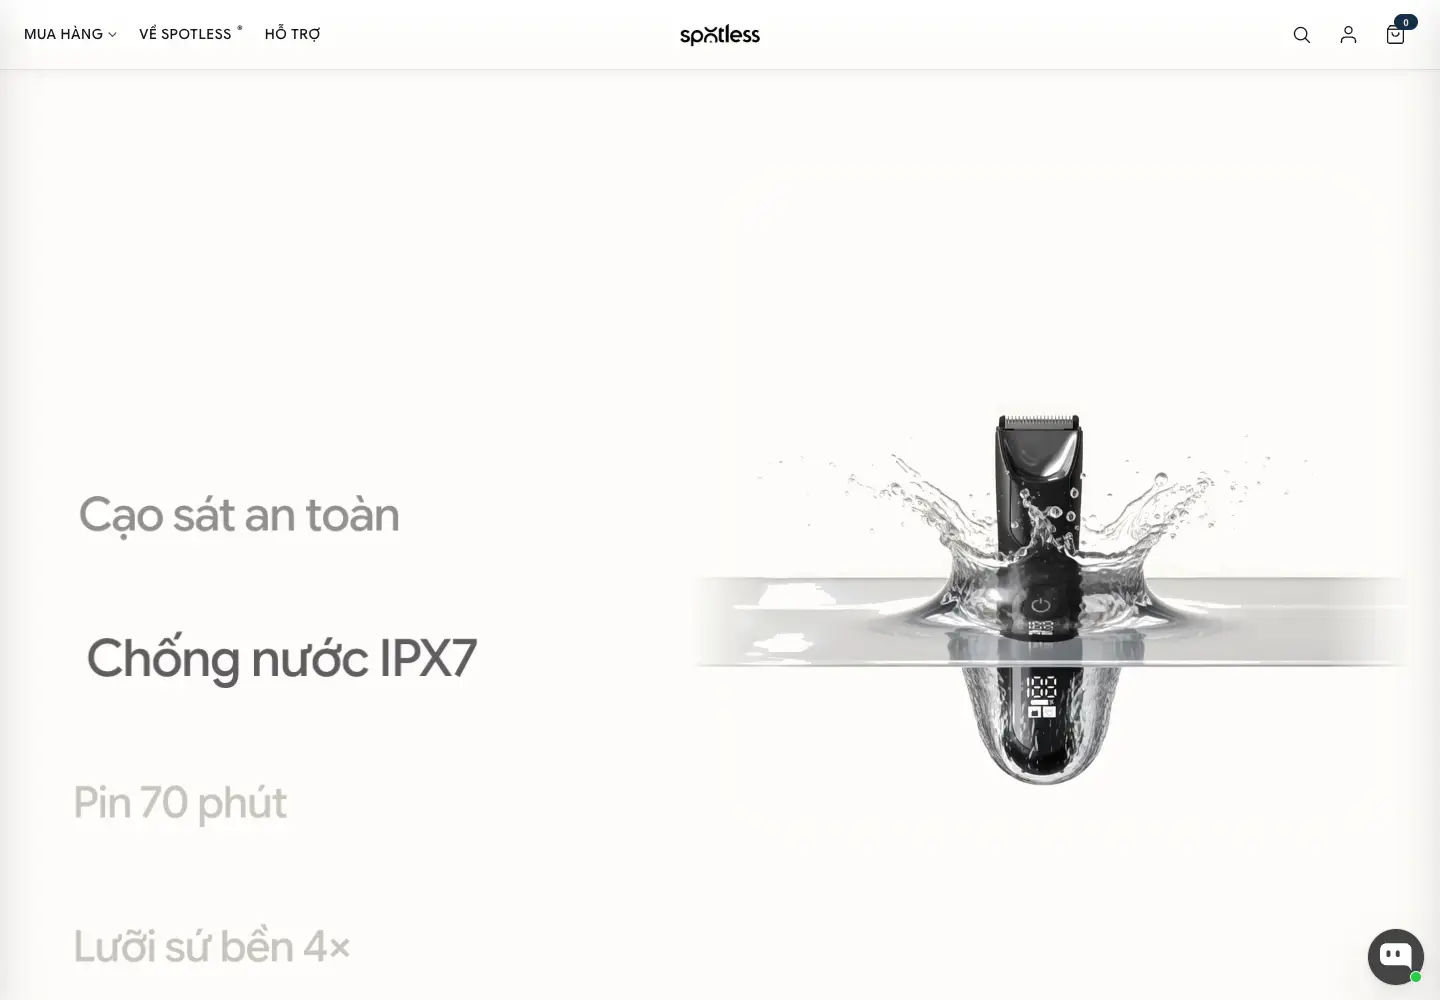 MUA HÀNG
VỀ SPOTLESS ®
HỖ TRỢ
spotless
0
Cạo sát an toàn
Chống nước IPX7
Pin 70 phút
Lưỡi sứ bền 4×
100